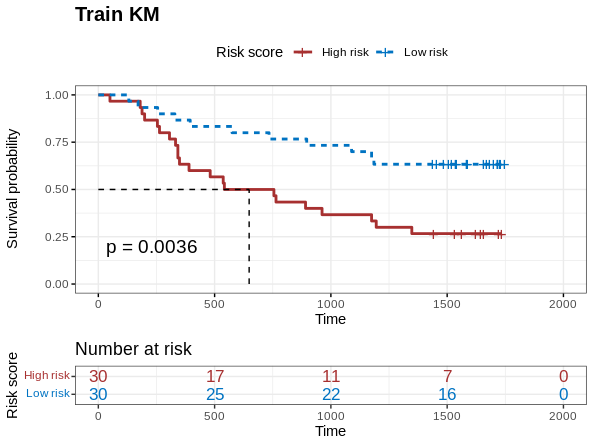 Train KM
Risk score High risk Low risk
Survival probability
1.00
0.75
0.50
0.25
0.00
p = 0.0036
0 500 1000 1500 2000
Time
Number at risk
Risk score
High risk 30 17 11 7 0
Low risk 30 25 22 16 0
0 500 1000 1500 2000
Time